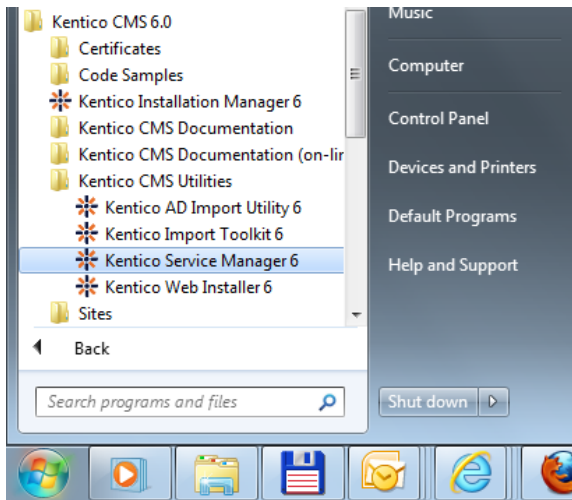 Kentico CMS 6.0
Certificates
Code Samples
Kentico Installation Manager 6
Kentico CMS Documentation
Kentico CMS Documentation (on-lir
Kentico CMS Utilities
Kentico AD Import Utility 6
Kentico Import Toolkit 6
Kentico Service Manager 6
Kentico Web Installer 6
Sites
Back
Search programs and files
Music
Computer
Control Panel
Devices and Printers
Default Programs
Help and Support
Shut down